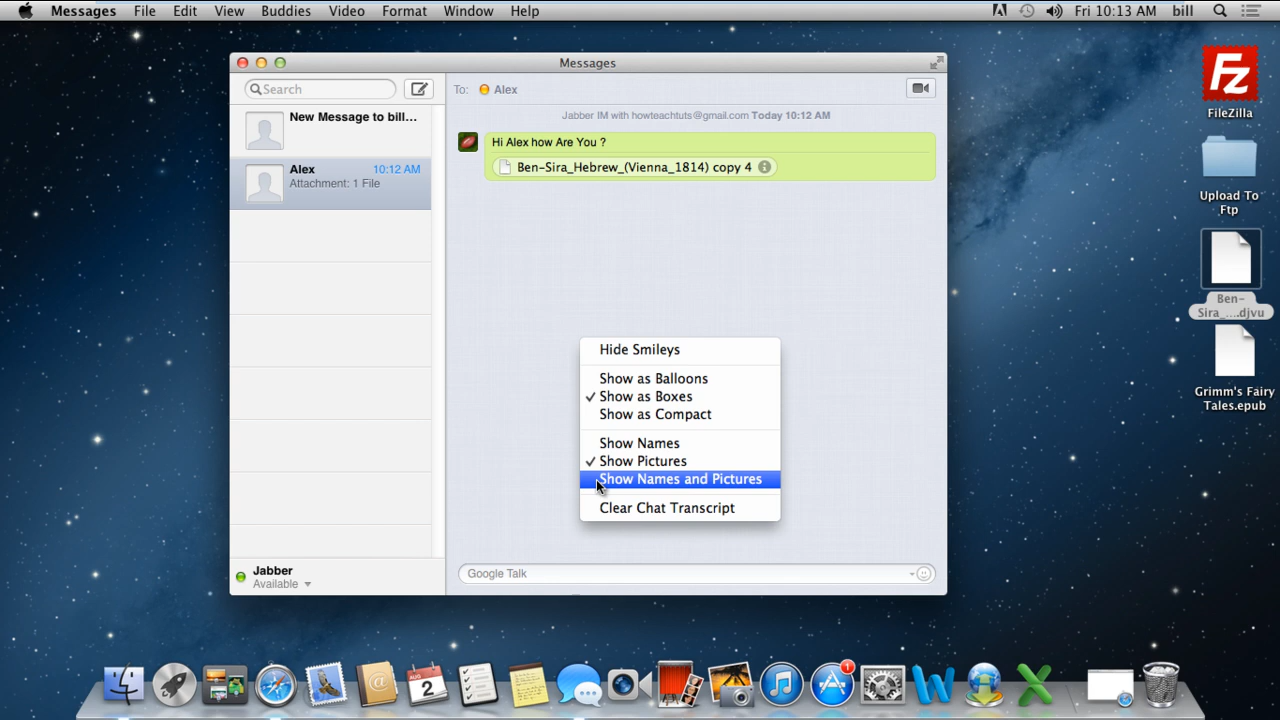 Messages File Edit View Buddies Video Format Window Help Fri 10:13 AM bill
Messages
Search
To: Alex
New Message to bill...
Alex 10:12 AM
Attachment: 1 File
Jabber IM with howteachtuts@gmail.com Today 10:12 AM
Hi Alex how Are You ?
Ben-Sira_Hebrew_(Vienna_1814) copy 4
Hide Smileys
Show as Balloons
Show as Boxes
Show as Compact
Show Names
Show Pictures
Show Names and Pictures
Clear Chat Transcript
Jabber
Available
Google Talk
Fz
FileZilla
Upload To
Ftp
Ben-
Sira_....djvu
Grimm's Fairy
Tales.epub
AUG
2
1
W
X